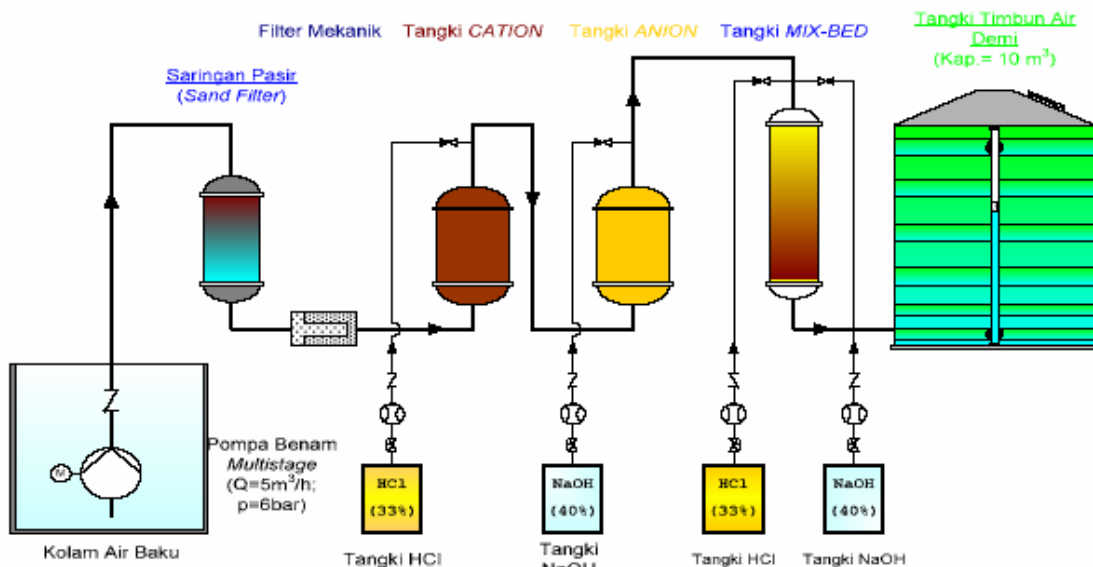 Filter Mekanik
Tangki CATION
Tangki ANION
Tangki MIX-BED
Tangki Timbun Air
Demi
(Kap.= 10 m³)
Saringan Pasir
(Sand Filter)
M
Pompa Benam
Multistage
(Q=5m³/h;
p=6bar)
Kolam Air Baku
HCl
(33%)
Tangki HCl
NaOH
(40%)
Tangki
NaOH
HCl
(33%)
Tangki HCl
NaOH
(40%)
Tangki NaOH